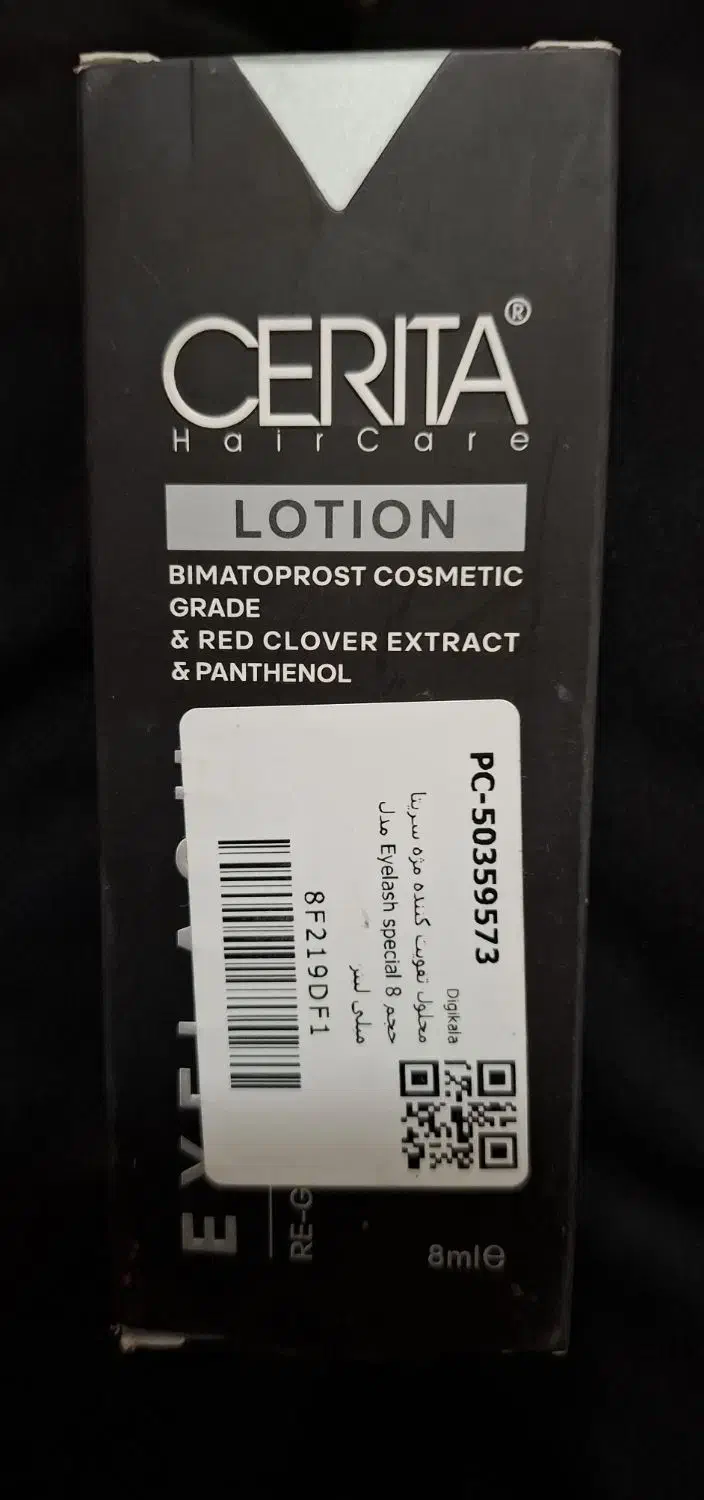 CERITA®
HairCare
LOTION
BIMATOPROST COSMETIC
GRADE
& RED CLOVER EXTRACT
& PANTHENOL
PC-50359573
Digikala
محلول تقویت کننده مژه سریتا
مدل Eyelash special حجم 8
میلی لیتر
8F219DF1
8ml℮